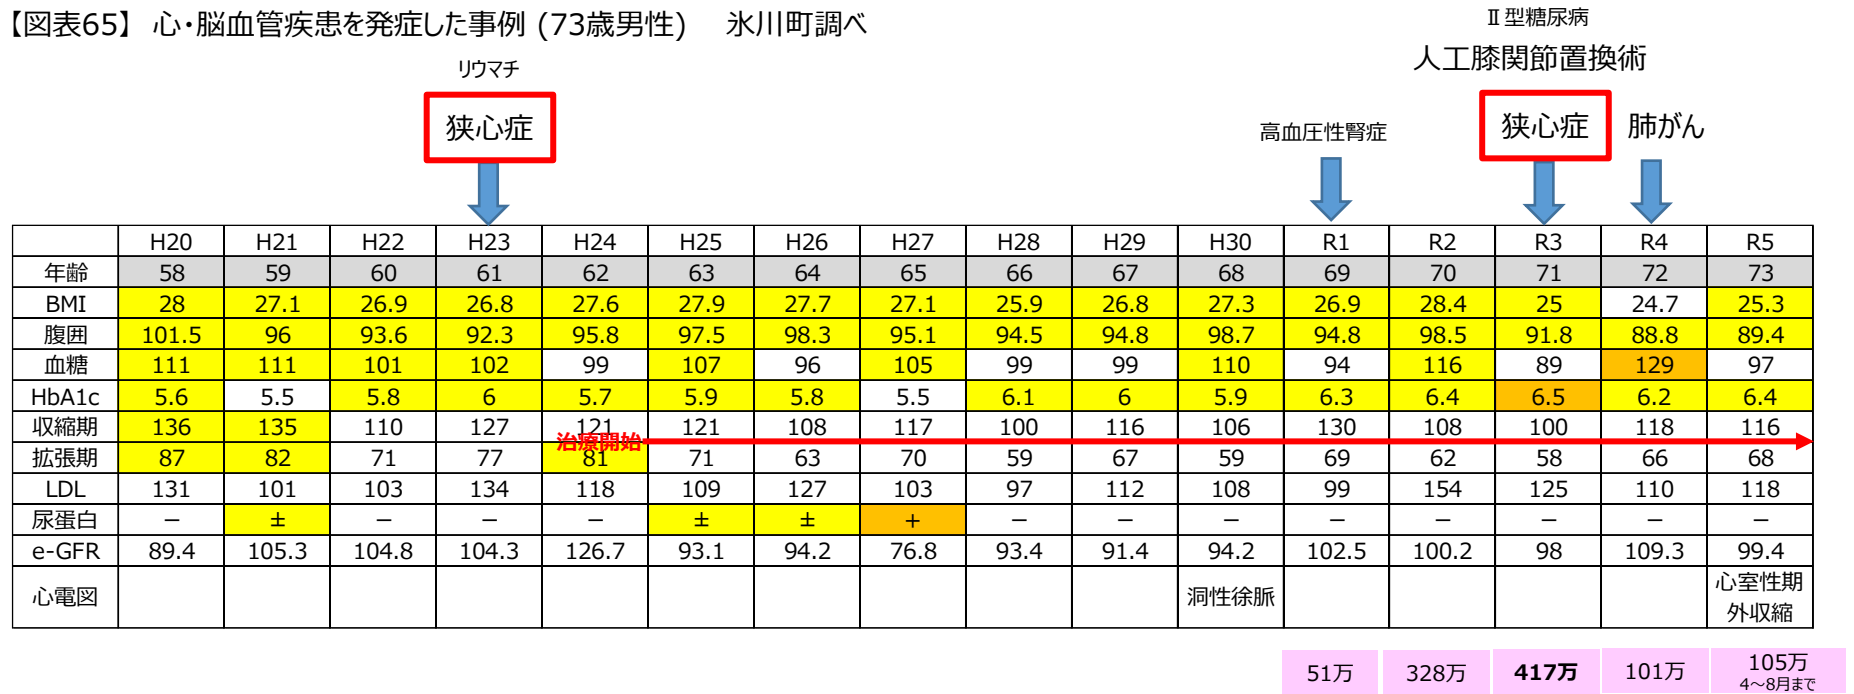 【図表65】 心・脳血管疾患を発症した事例 (73歳男性) 氷川町調べ
Ⅱ型糖尿病
人工膝関節置換術
リウマチ
狭心症
高血圧性腎症
狭心症
肺がん
H20 H21 H22 H23 H24 H25 H26 H27 H28 H29 H30 R1 R2 R3 R4 R5
年齢 58 59 60 61 62 63 64 65 66 67 68 69 70 71 72 73
BMI 28 27.1 26.9 26.8 27.6 27.9 27.7 27.1 25.9 26.8 27.3 26.9 28.4 25 24.7 25.3
腹囲 101.5 96 93.6 92.3 95.8 97.5 98.3 95.1 94.5 94.8 98.7 94.8 98.5 91.8 88.8 89.4
血糖 111 111 101 102 99 107 96 105 99 99 110 94 116 89 129 97
HbA1c 5.6 5.5 5.8 6 5.7 5.9 5.8 5.5 6.1 6 5.9 6.3 6.4 6.5 6.2 6.4
収縮期 136 135 110 127 121 121 108 117 100 116 106 130 108 100 118 116
治療開始
拡張期 87 82 71 77 81 71 63 70 59 67 59 69 62 58 66 68
LDL 131 101 103 134 118 109 127 103 97 112 108 99 154 125 110 118
尿蛋白 － ± － － － ± ± + － － － － － － － －
e-GFR 89.4 105.3 104.8 104.3 126.7 93.1 94.2 76.8 93.4 91.4 94.2 102.5 100.2 98 109.3 99.4
心電図 洞性徐脈 心室性期
外収縮
51万 328万 417万 101万 105万
4～8月まで